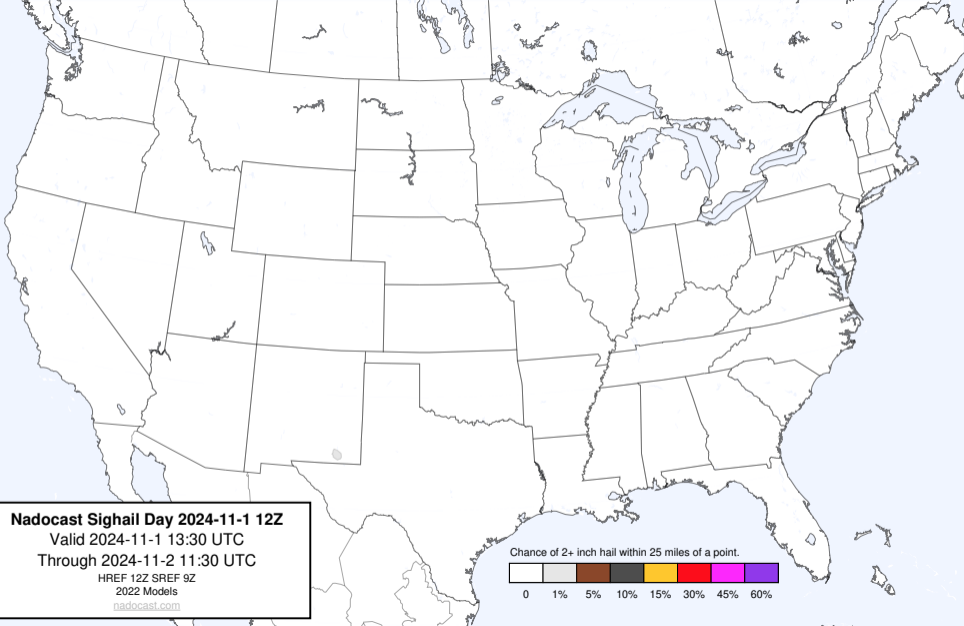 Nadocast Sighail Day 2024-11-1 12Z
Valid 2024-11-1 13:30 UTC
Through 2024-11-2 11:30 UTC
HREF 12Z SREF 9Z
2022 Models
nadocast.com
Chance of 2+ inch hail within 25 miles of a point.
0 1% 5% 10% 15% 30% 45% 60%